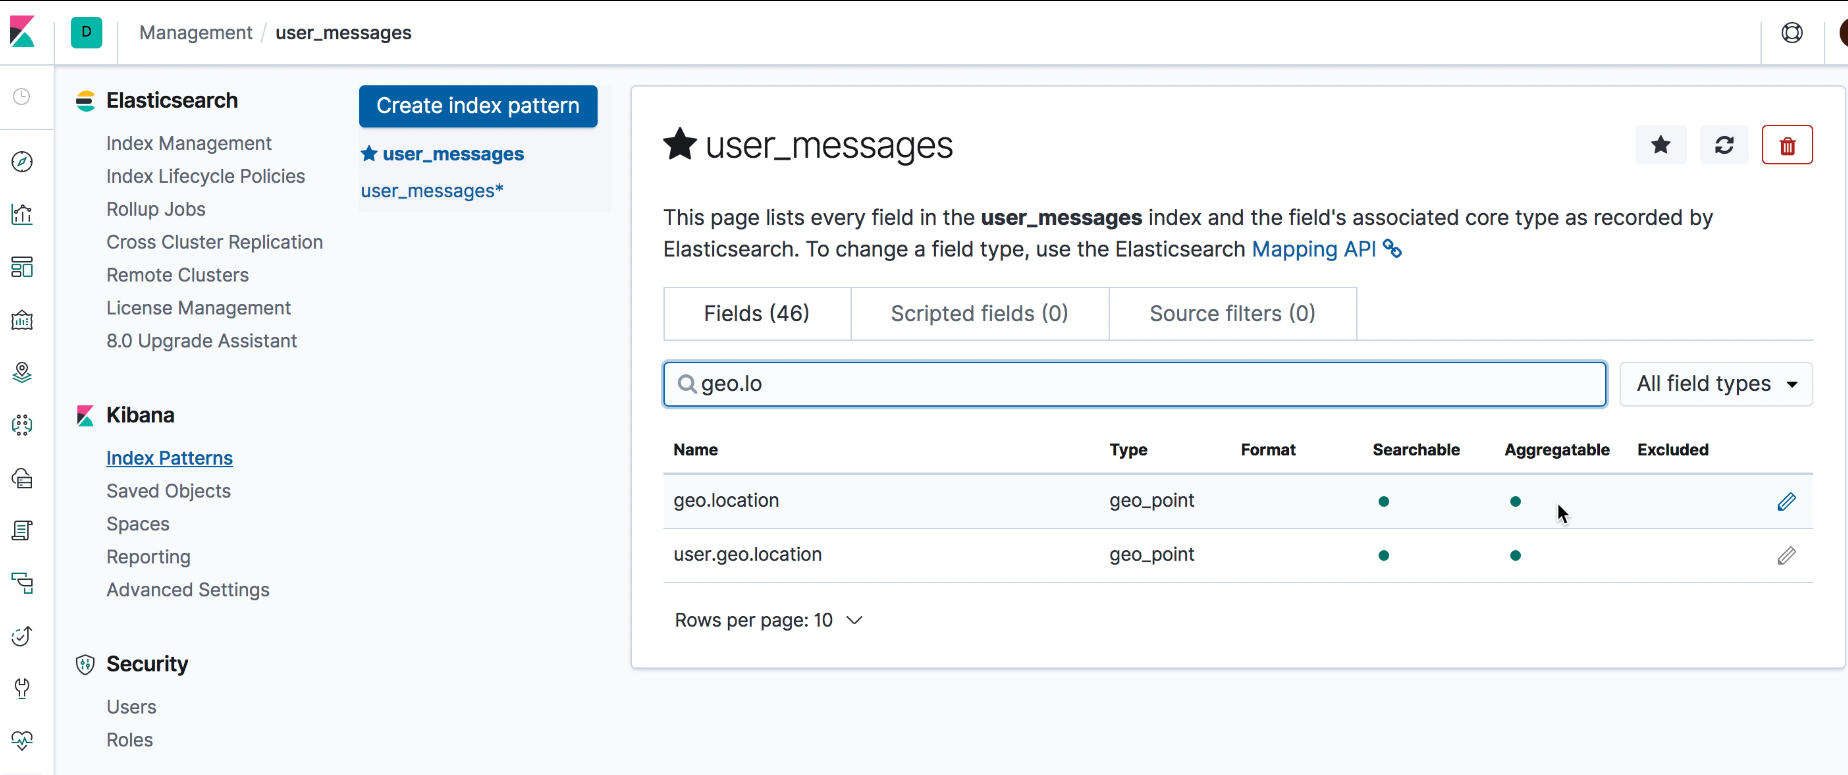 D
Management / user_messages
Elasticsearch
Index Management
Index Lifecycle Policies
Rollup Jobs
Cross Cluster Replication
Remote Clusters
License Management
8.0 Upgrade Assistant
Kibana
Index Patterns
Saved Objects
Spaces
Reporting
Advanced Settings
Security
Users
Roles
Create index pattern
user_messages
user_messages*
user_messages
This page lists every field in the user_messages index and the field's associated core type as recorded by
Elasticsearch. To change a field type, use the Elasticsearch Mapping API
Fields (46) Scripted fields (0) Source filters (0)
geo.lo All field types
Name Type Format Searchable Aggregatable Excluded
geo.location geo_point
user.geo.location geo_point
Rows per page: 10